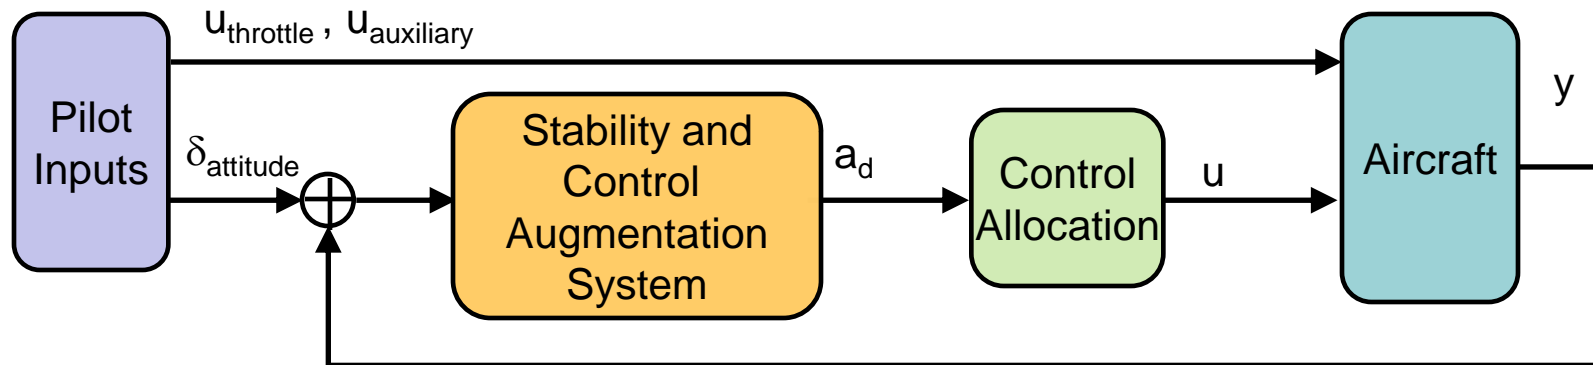 u_throttle , u_auxiliary
Pilot
Inputs
δ_attitude
Stability and
Control
Augmentation
System
a_d
Control
Allocation
u
Aircraft
y